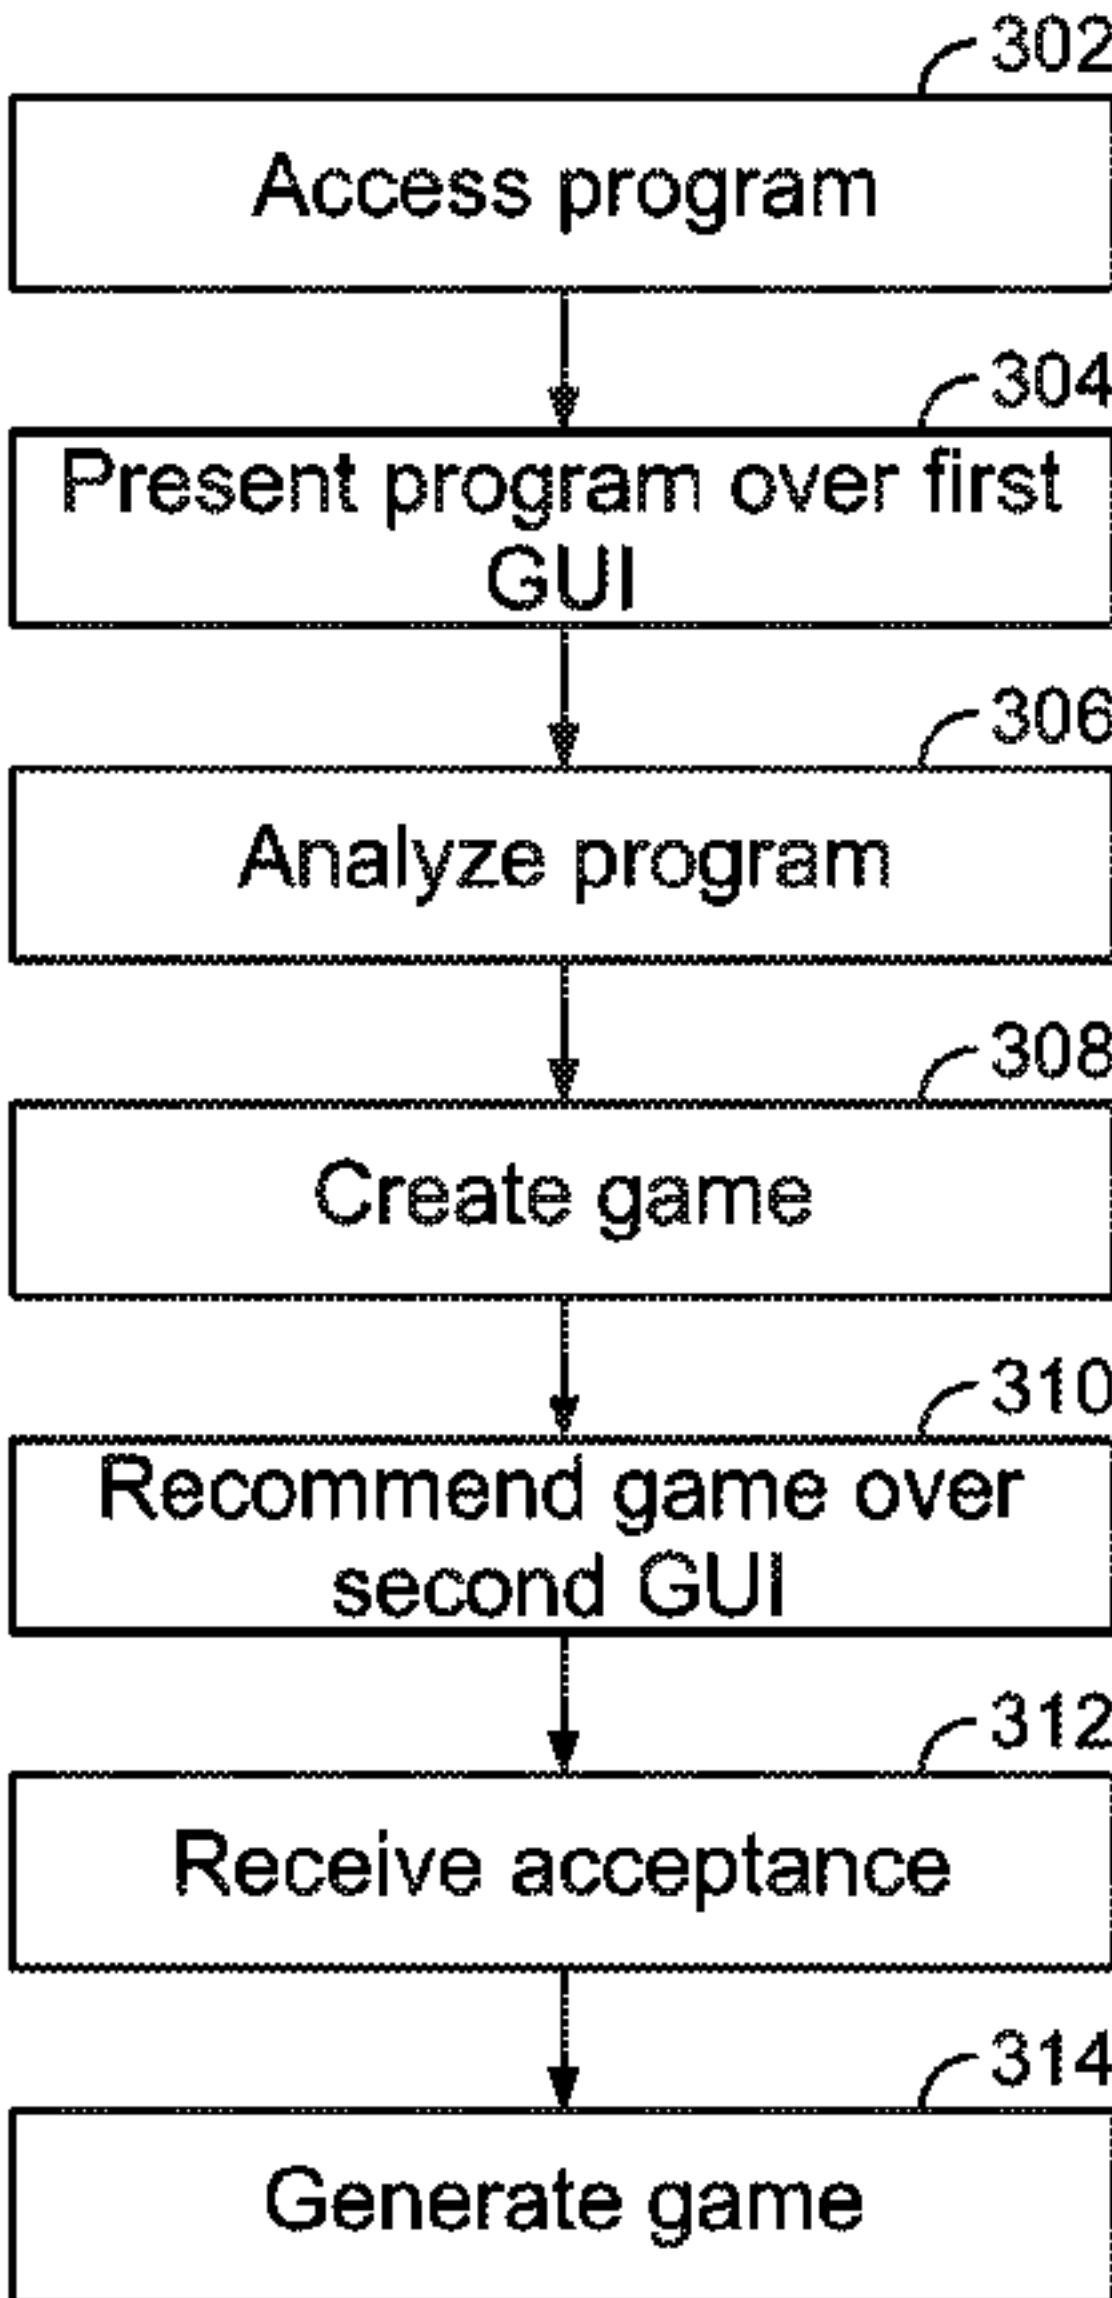 302
Access program
304
Present program over first
GUI
306
Analyze program
308
Create game
310
Recommend game over
second GUI
312
Receive acceptance
314
Generate game